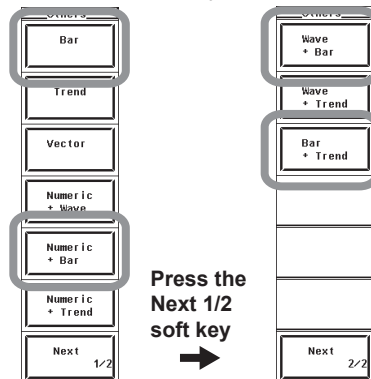 Others
Bar
Trend
Vector
Numeric
+ Wave
Numeric
+ Bar
Numeric
+ Trend
Next
1/2
Press the
Next 1/2
soft key
Others
Wave
+ Bar
Wave
+ Trend
Bar
+ Trend
Next
2/2